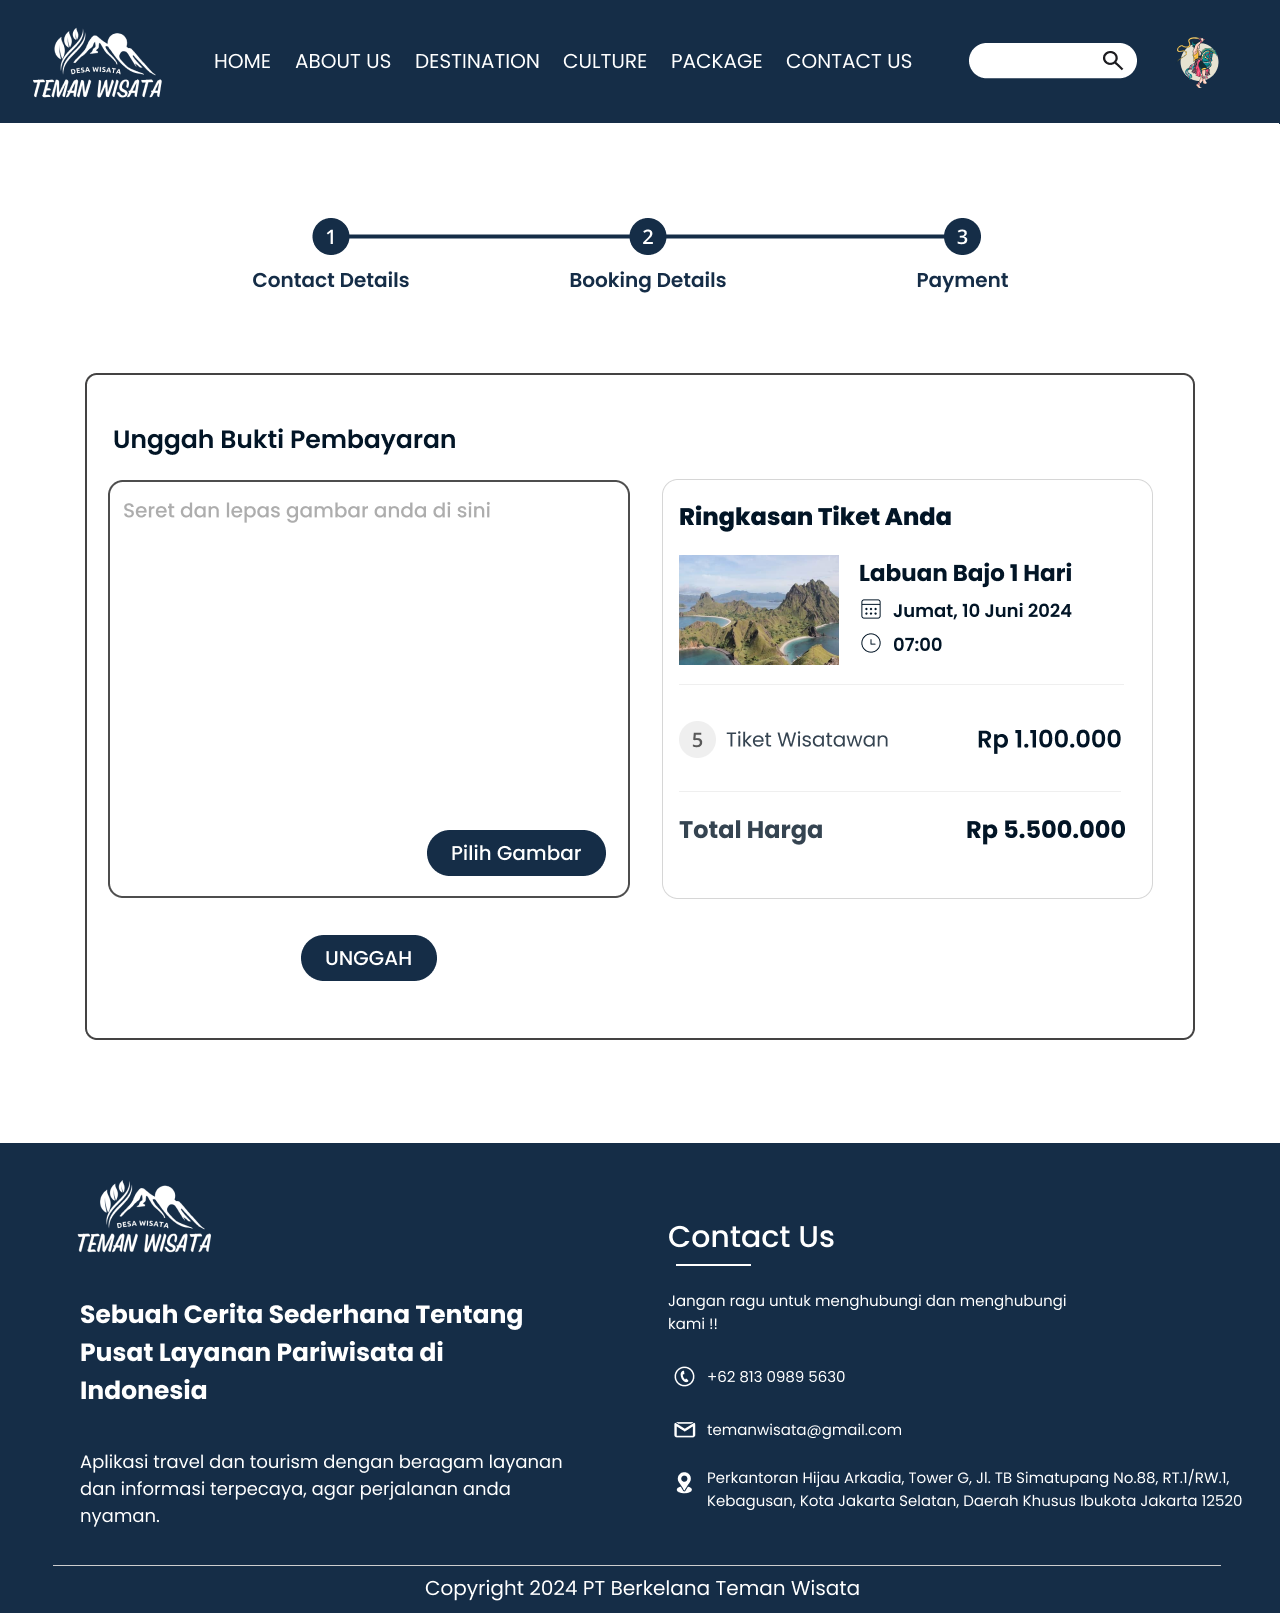 DESA WISATA
TEMAN WISATA
HOME ABOUT US DESTINATION CULTURE PACKAGE CONTACT US
1 2 3
Contact Details Booking Details Payment
Unggah Bukti Pembayaran
Seret dan lepas gambar anda di sini
Pilih Gambar
UNGGAH
Ringkasan Tiket Anda
Labuan Bajo 1 Hari
Jumat, 10 Juni 2024
07:00
5 Tiket Wisatawan Rp 1.100.000
Total Harga Rp 5.500.000
DESA WISATA
TEMAN WISATA
Sebuah Cerita Sederhana Tentang
Pusat Layanan Pariwisata di
Indonesia
Aplikasi travel dan tourism dengan beragam layanan
dan informasi terpecaya, agar perjalanan anda
nyaman.
Contact Us
Jangan ragu untuk menghubungi dan menghubungi
kami !!
+62 813 0989 5630
temanwisata@gmail.com
Perkantoran Hijau Arkadia, Tower G, Jl. TB Simatupang No.88, RT.1/RW.1,
Kebagusan, Kota Jakarta Selatan, Daerah Khusus Ibukota Jakarta 12520
Copyright 2024 PT Berkelana Teman Wisata